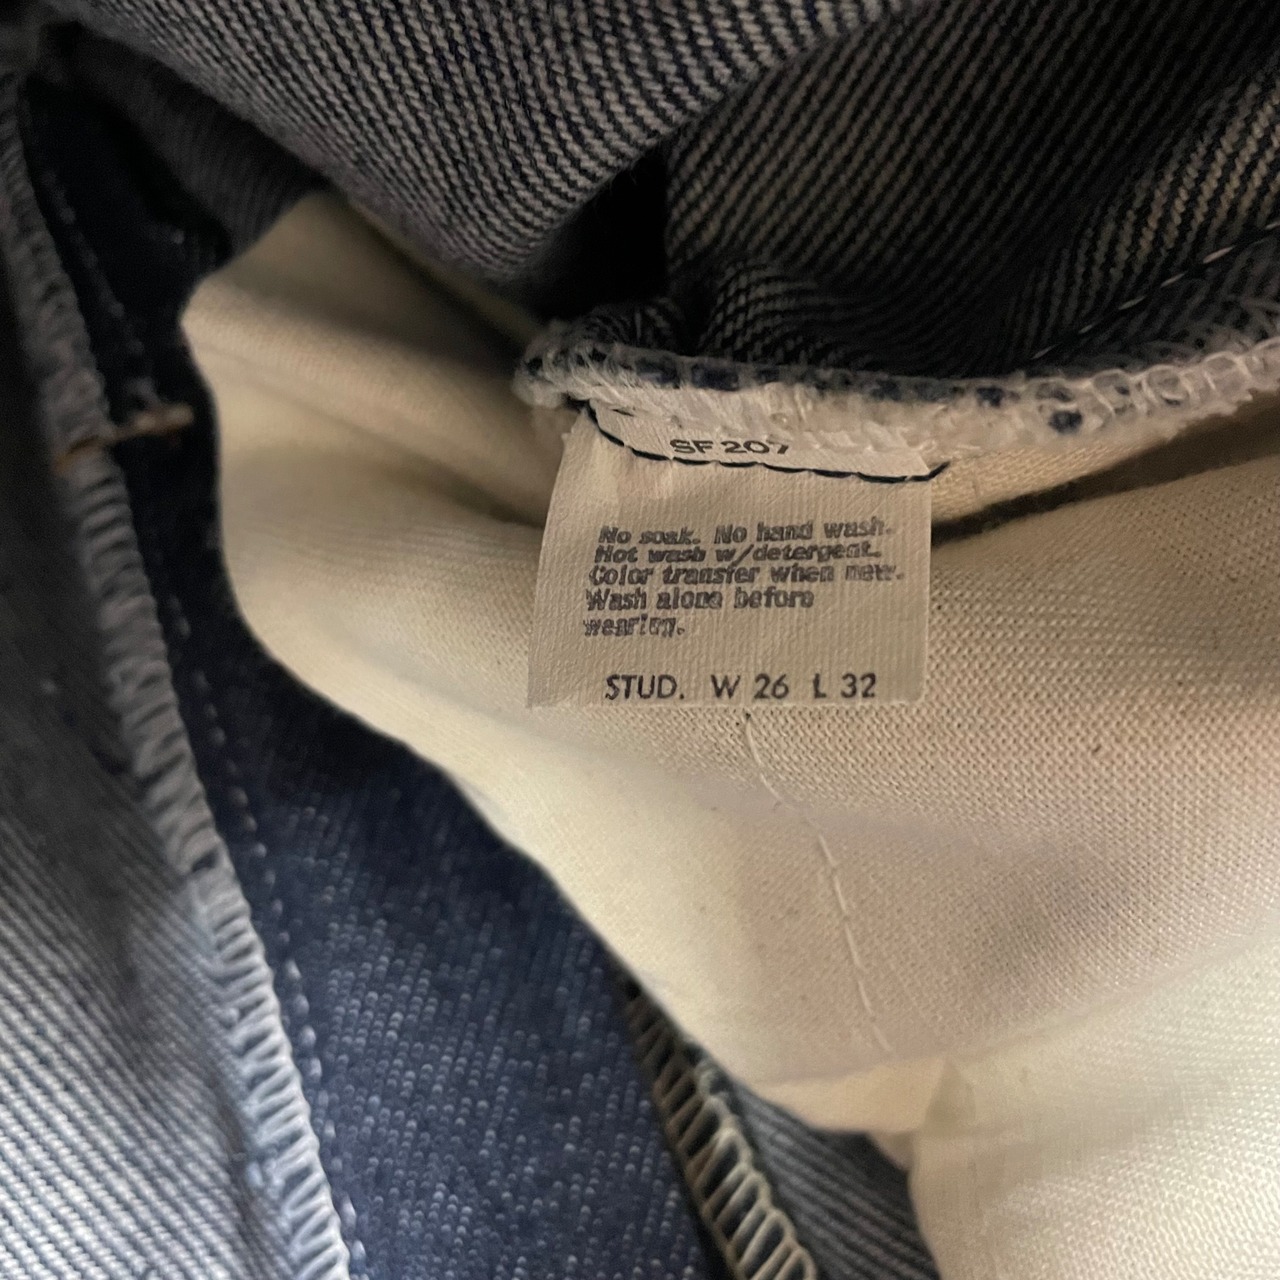 SF 207
No soak. No hand wash.
Hot wash w/detergent.
Color transfer when new.
Wash alone before
wearing.
STUD. W 26 L 32